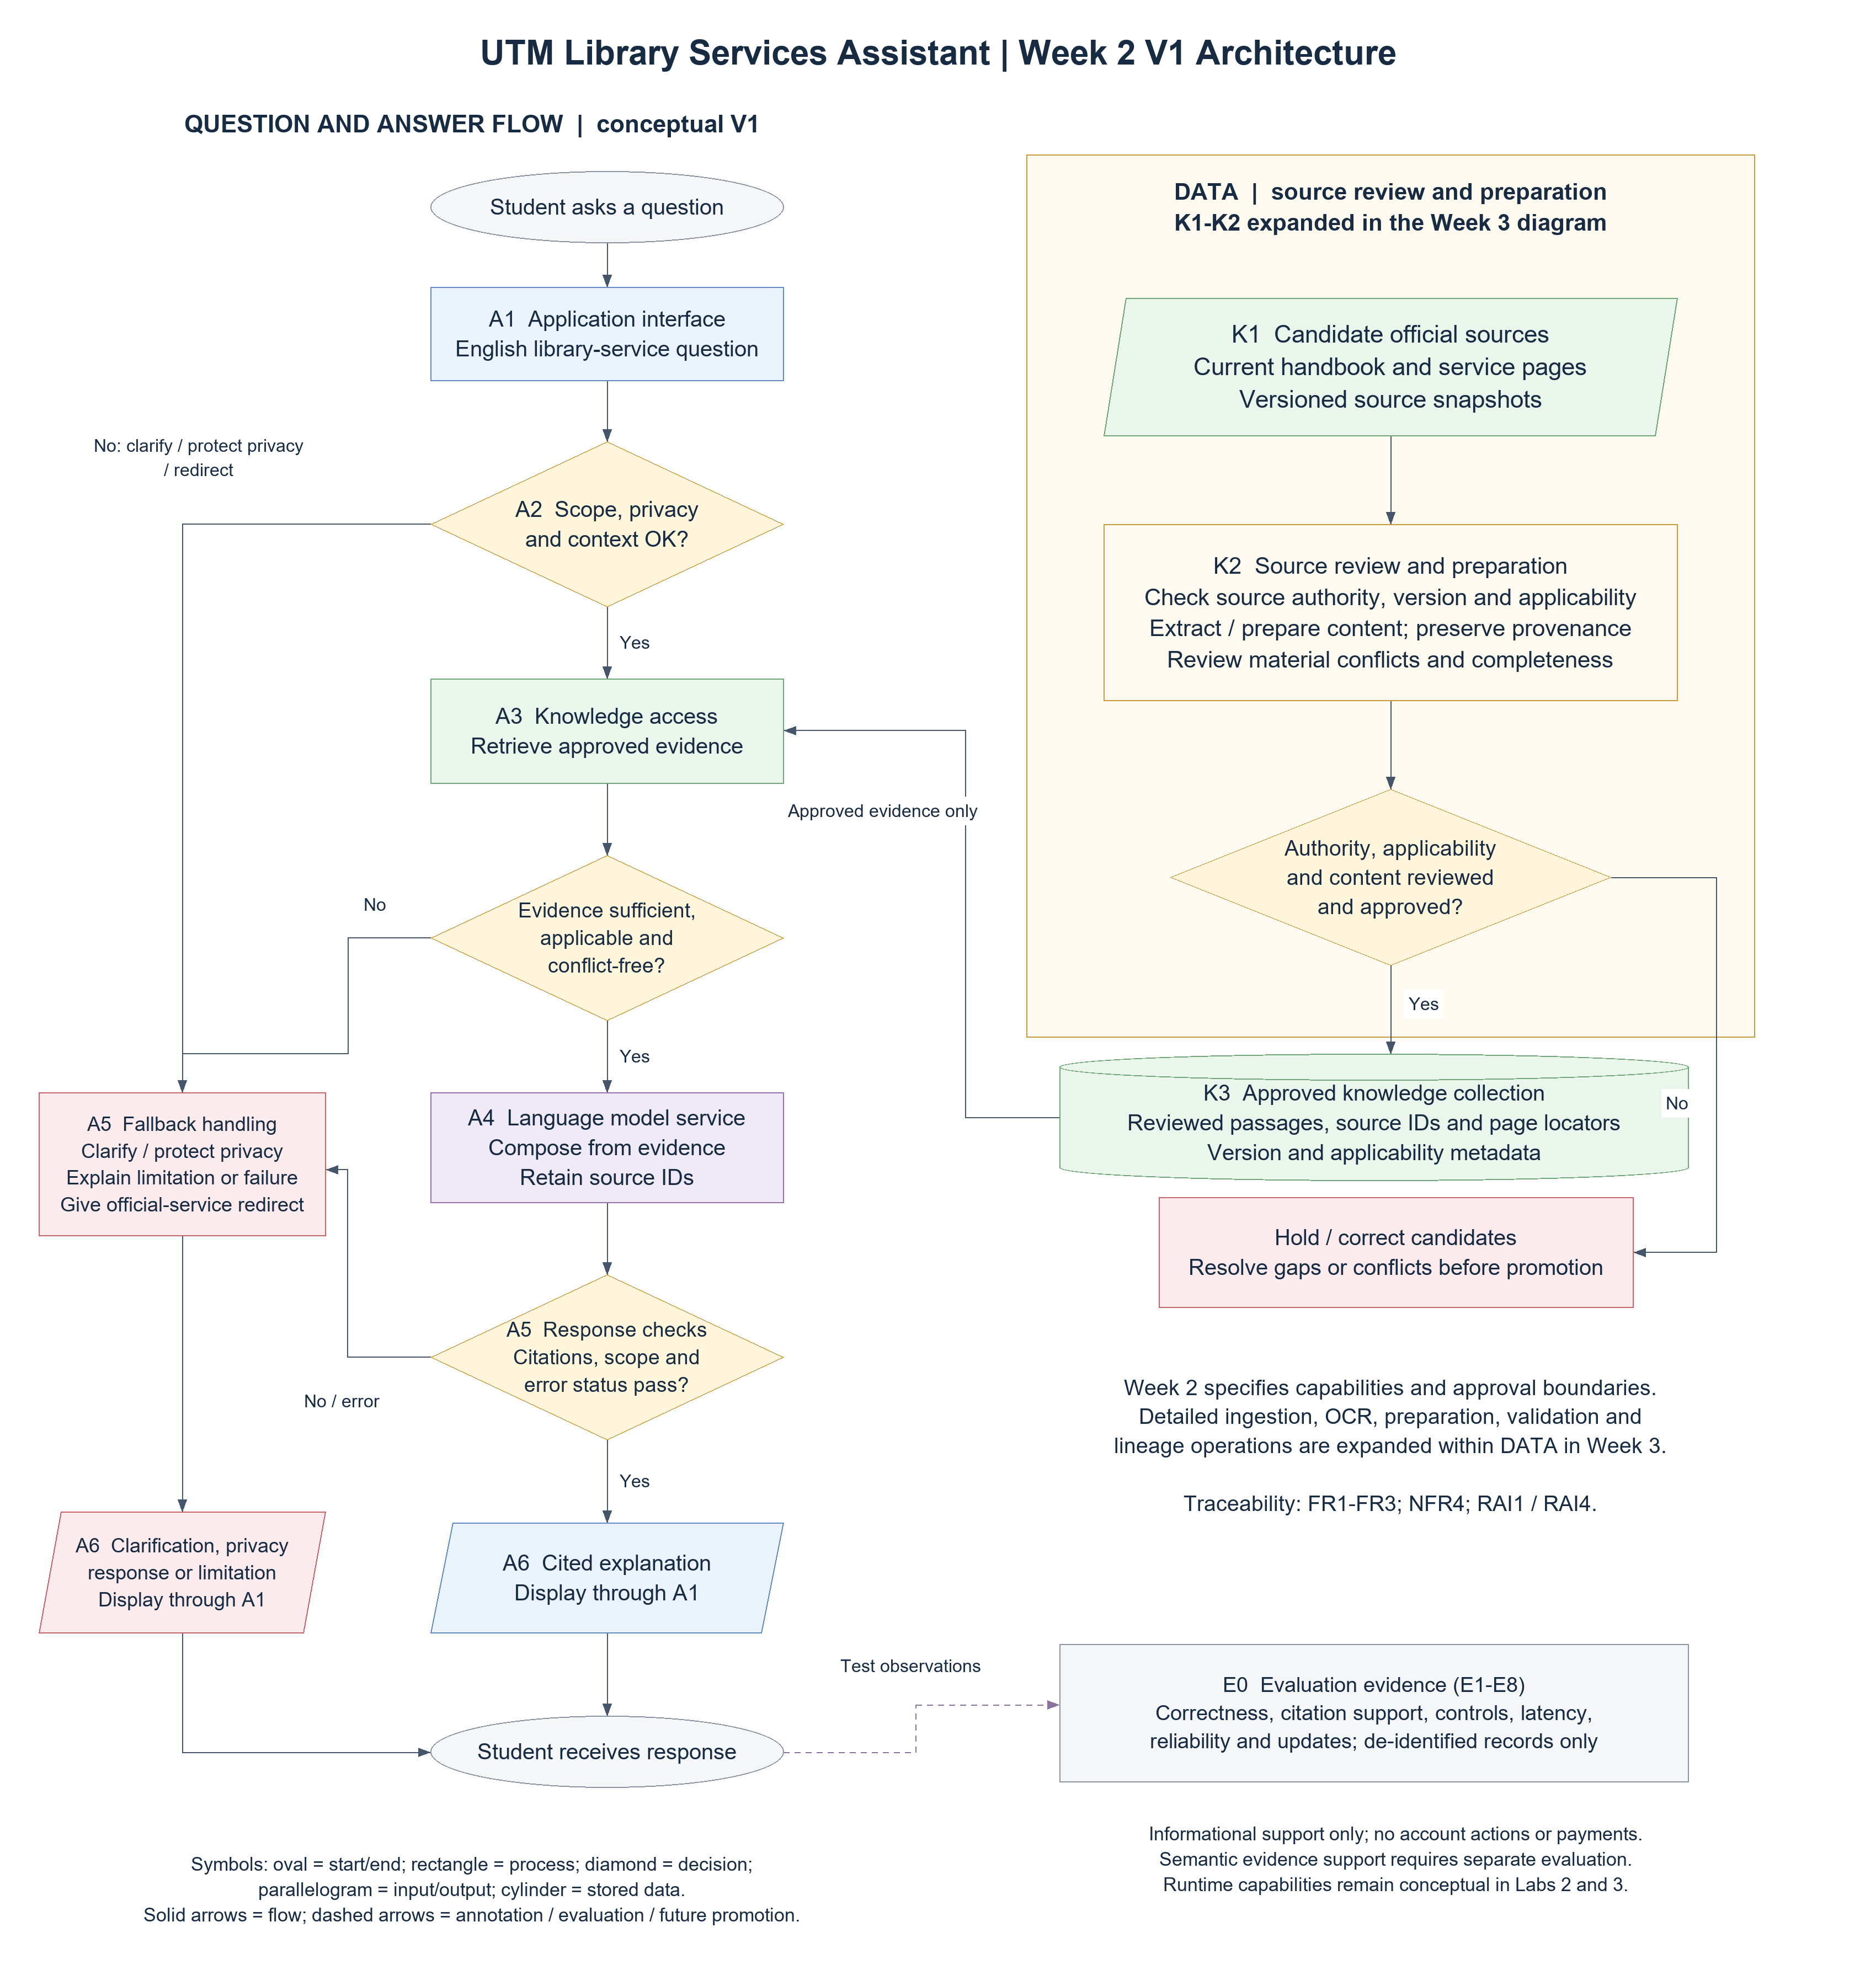 UTM Library Services Assistant | Week 2 V1 Architecture
QUESTION AND ANSWER FLOW | conceptual V1
Student asks a question
A1 Application interface
English library-service question
No: clarify / protect privacy
/ redirect
A2 Scope, privacy
and context OK?
Yes
A3 Knowledge access
Retrieve approved evidence
Approved evidence only
No
Evidence sufficient,
applicable and
conflict-free?
Yes
A5 Fallback handling
Clarify / protect privacy
Explain limitation or failure
Give official-service redirect
A4 Language model service
Compose from evidence
Retain source IDs
A5 Response checks
Citations, scope and
error status pass?
No / error
Yes
A6 Clarification, privacy
response or limitation
Display through A1
A6 Cited explanation
Display through A1
Student receives response
Test observations
DATA | source review and preparation
K1-K2 expanded in the Week 3 diagram
K1 Candidate official sources
Current handbook and service pages
Versioned source snapshots
K2 Source review and preparation
Check source authority, version and applicability
Extract / prepare content; preserve provenance
Review material conflicts and completeness
Authority, applicability
and content reviewed
and approved?
Yes
No
K3 Approved knowledge collection
Reviewed passages, source IDs and page locators
Version and applicability metadata
Hold / correct candidates
Resolve gaps or conflicts before promotion
Week 2 specifies capabilities and approval boundaries.
Detailed ingestion, OCR, preparation, validation and
lineage operations are expanded within DATA in Week 3.
Traceability: FR1-FR3; NFR4; RAI1 / RAI4.
E0 Evaluation evidence (E1-E8)
Correctness, citation support, controls, latency,
reliability and updates; de-identified records only
Informational support only; no account actions or payments.
Semantic evidence support requires separate evaluation.
Runtime capabilities remain conceptual in Labs 2 and 3.
Symbols: oval = start/end; rectangle = process; diamond = decision;
parallelogram = input/output; cylinder = stored data.
Solid arrows = flow; dashed arrows = annotation / evaluation / future promotion.